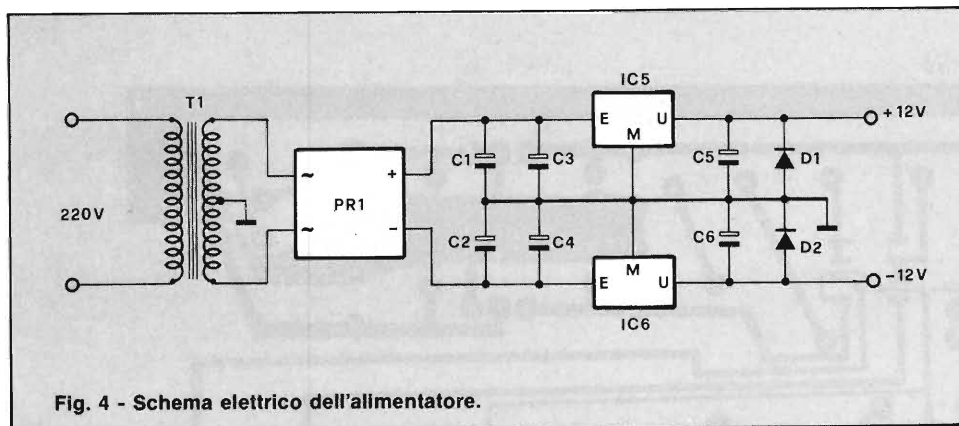 T1
220V
~
~
+
−
PR1
C1
C3
C2
C4
IC5
E
M
U
C5
D1
+12V
M
E
U
IC6
C6
D2
−12V
Fig. 4 - Schema elettrico dell'alimentatore.